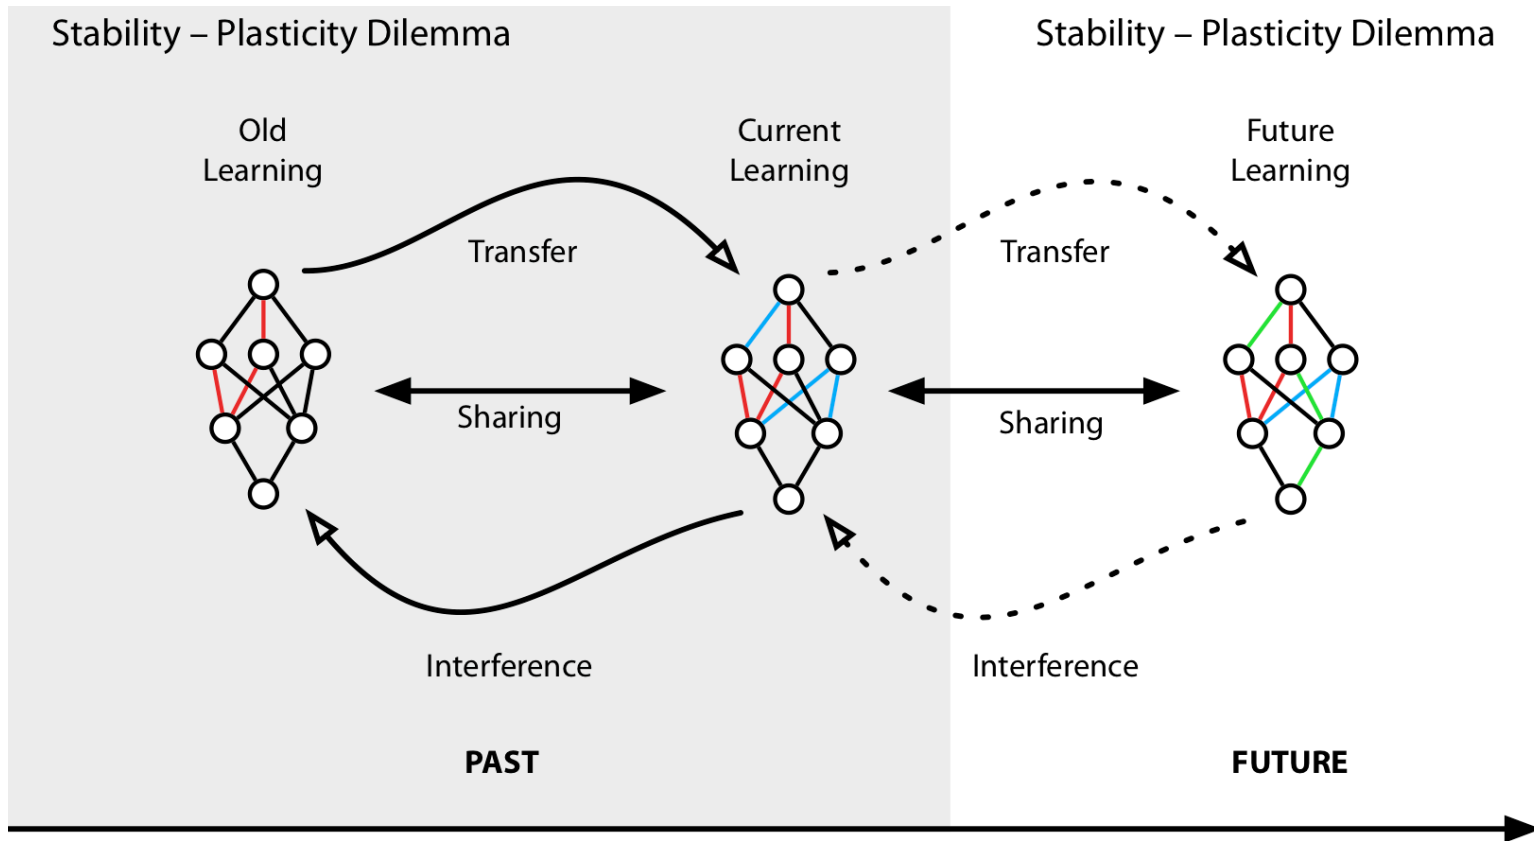 Stability – Plasticity Dilemma
Stability – Plasticity Dilemma
Old
Learning
Current
Learning
Future
Learning
Transfer
Transfer
Sharing
Sharing
Interference
Interference
PAST
FUTURE